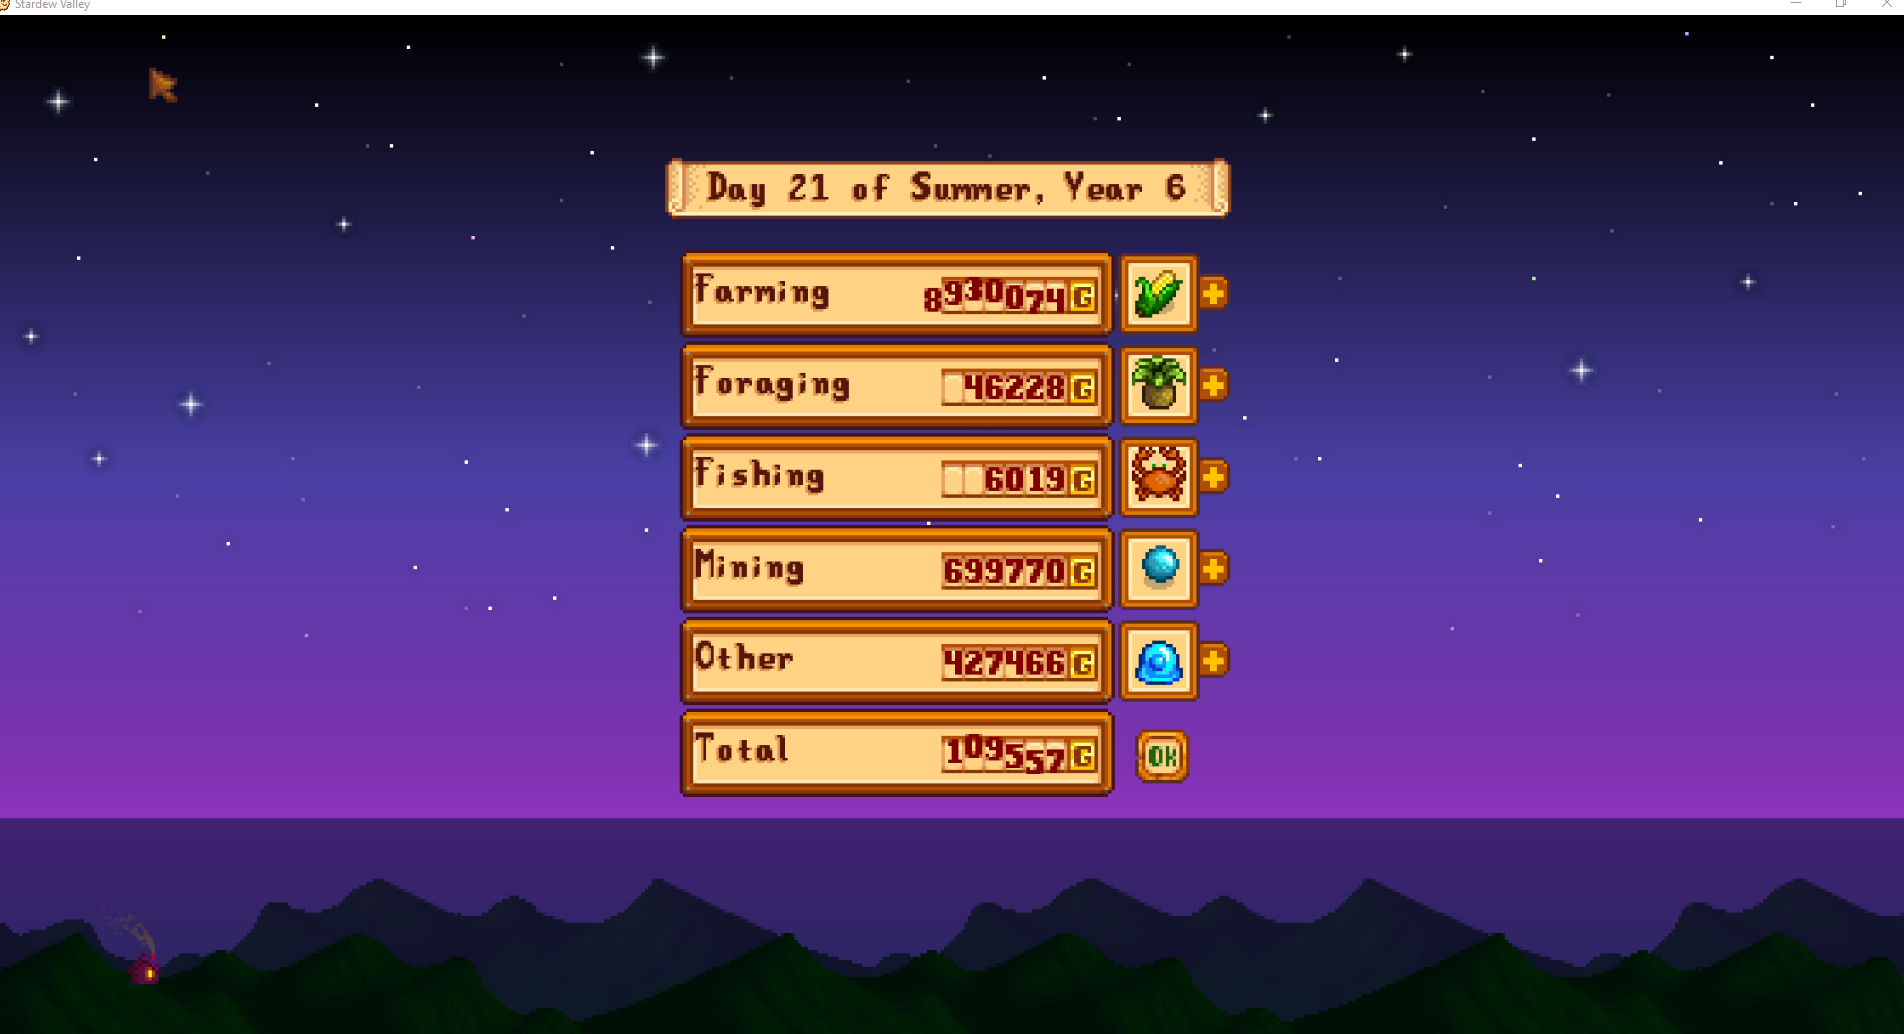 Stardew Valley
Day 21 of Summer, Year 6
Farming 8930074G
Foraging 46228G
Fishing 6019G
Mining 699770G
Other 427466G
Total 109557G
OK